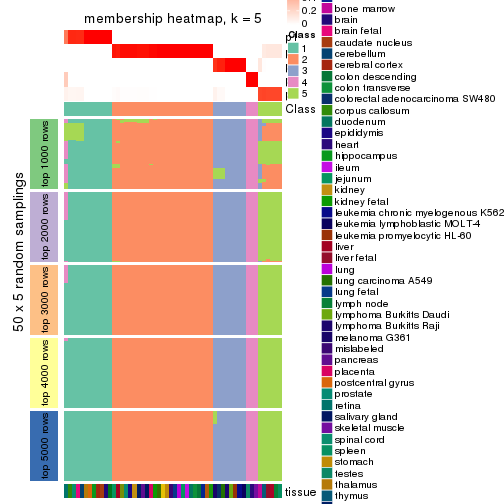 membership heatmap, k = 5
0.2
0
Class
1
2
3
4
5
Class
50 x 5 random samplings
top 1000 rows
top 2000 rows
top 3000 rows
top 4000 rows
top 5000 rows
tissue
bone marrow
brain
brain fetal
caudate nucleus
cerebellum
cerebral cortex
colon descending
colon transverse
colorectal adenocarcinoma SW480
corpus callosum
duodenum
epididymis
heart
hippocampus
ileum
jejunum
kidney
kidney fetal
leukemia chronic myelogenous K562
leukemia lymphoblastic MOLT-4
leukemia promyelocytic HL-60
liver
liver fetal
lung
lung carcinoma A549
lung fetal
lymph node
lymphoma Burkitts Daudi
lymphoma Burkitts Raji
melanoma G361
mislabeled
pancreas
placenta
postcentral gyrus
prostate
retina
salivary gland
skeletal muscle
spinal cord
spleen
stomach
testes
thalamus
thymus